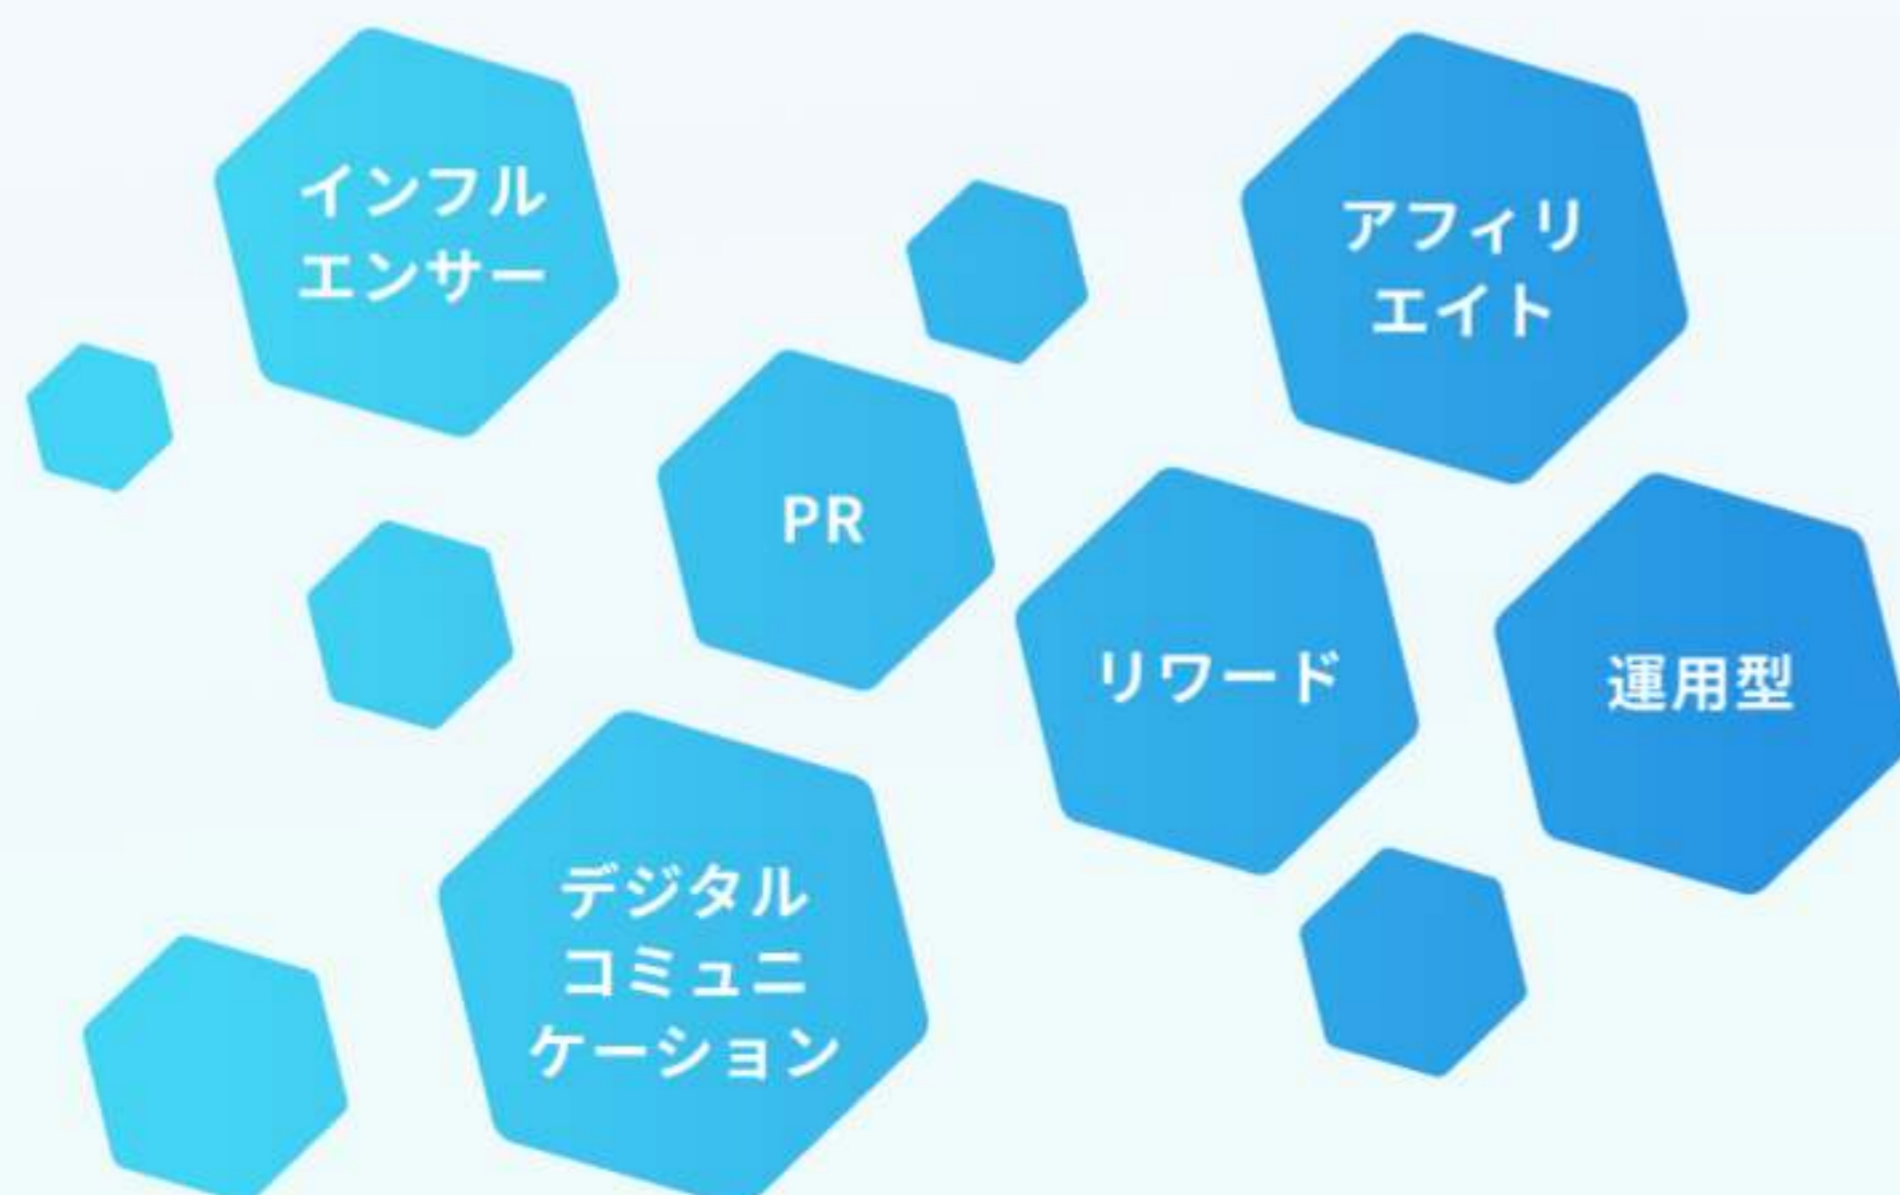 インフル
エンサー
アフィリ
エイト
PR
リワード
運用型
デジタル
コミュニ
ケーション